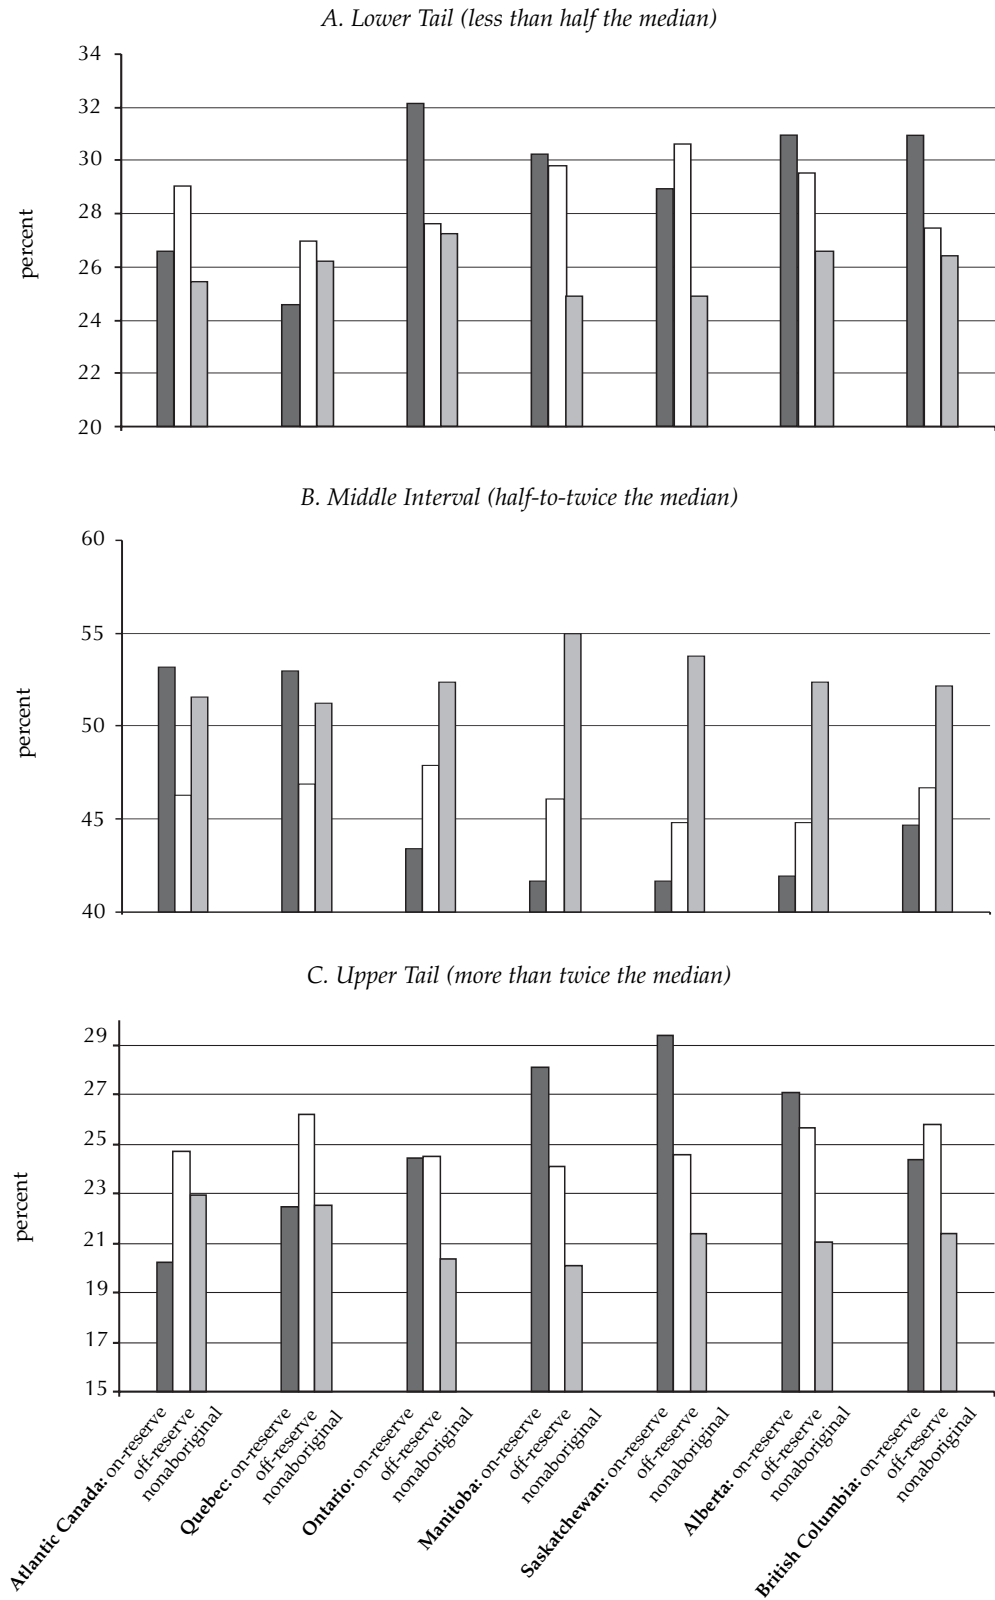 A. Lower Tail (less than half the median)
34
32
30
28
26
24
22
20
percent
B. Middle Interval (half-to-twice the median)
60
55
50
45
40
percent
C. Upper Tail (more than twice the median)
29
27
25
23
21
19
17
15
percent
Atlantic Canada: on-reserve
off-reserve
nonaboriginal
Quebec: on-reserve
off-reserve
nonaboriginal
Ontario: on-reserve
off-reserve
nonaboriginal
Manitoba: on-reserve
off-reserve
nonaboriginal
Saskatchewan: on-reserve
off-reserve
nonaboriginal
Alberta: on-reserve
off-reserve
nonaboriginal
British Columbia: on-reserve
off-reserve
nonaboriginal